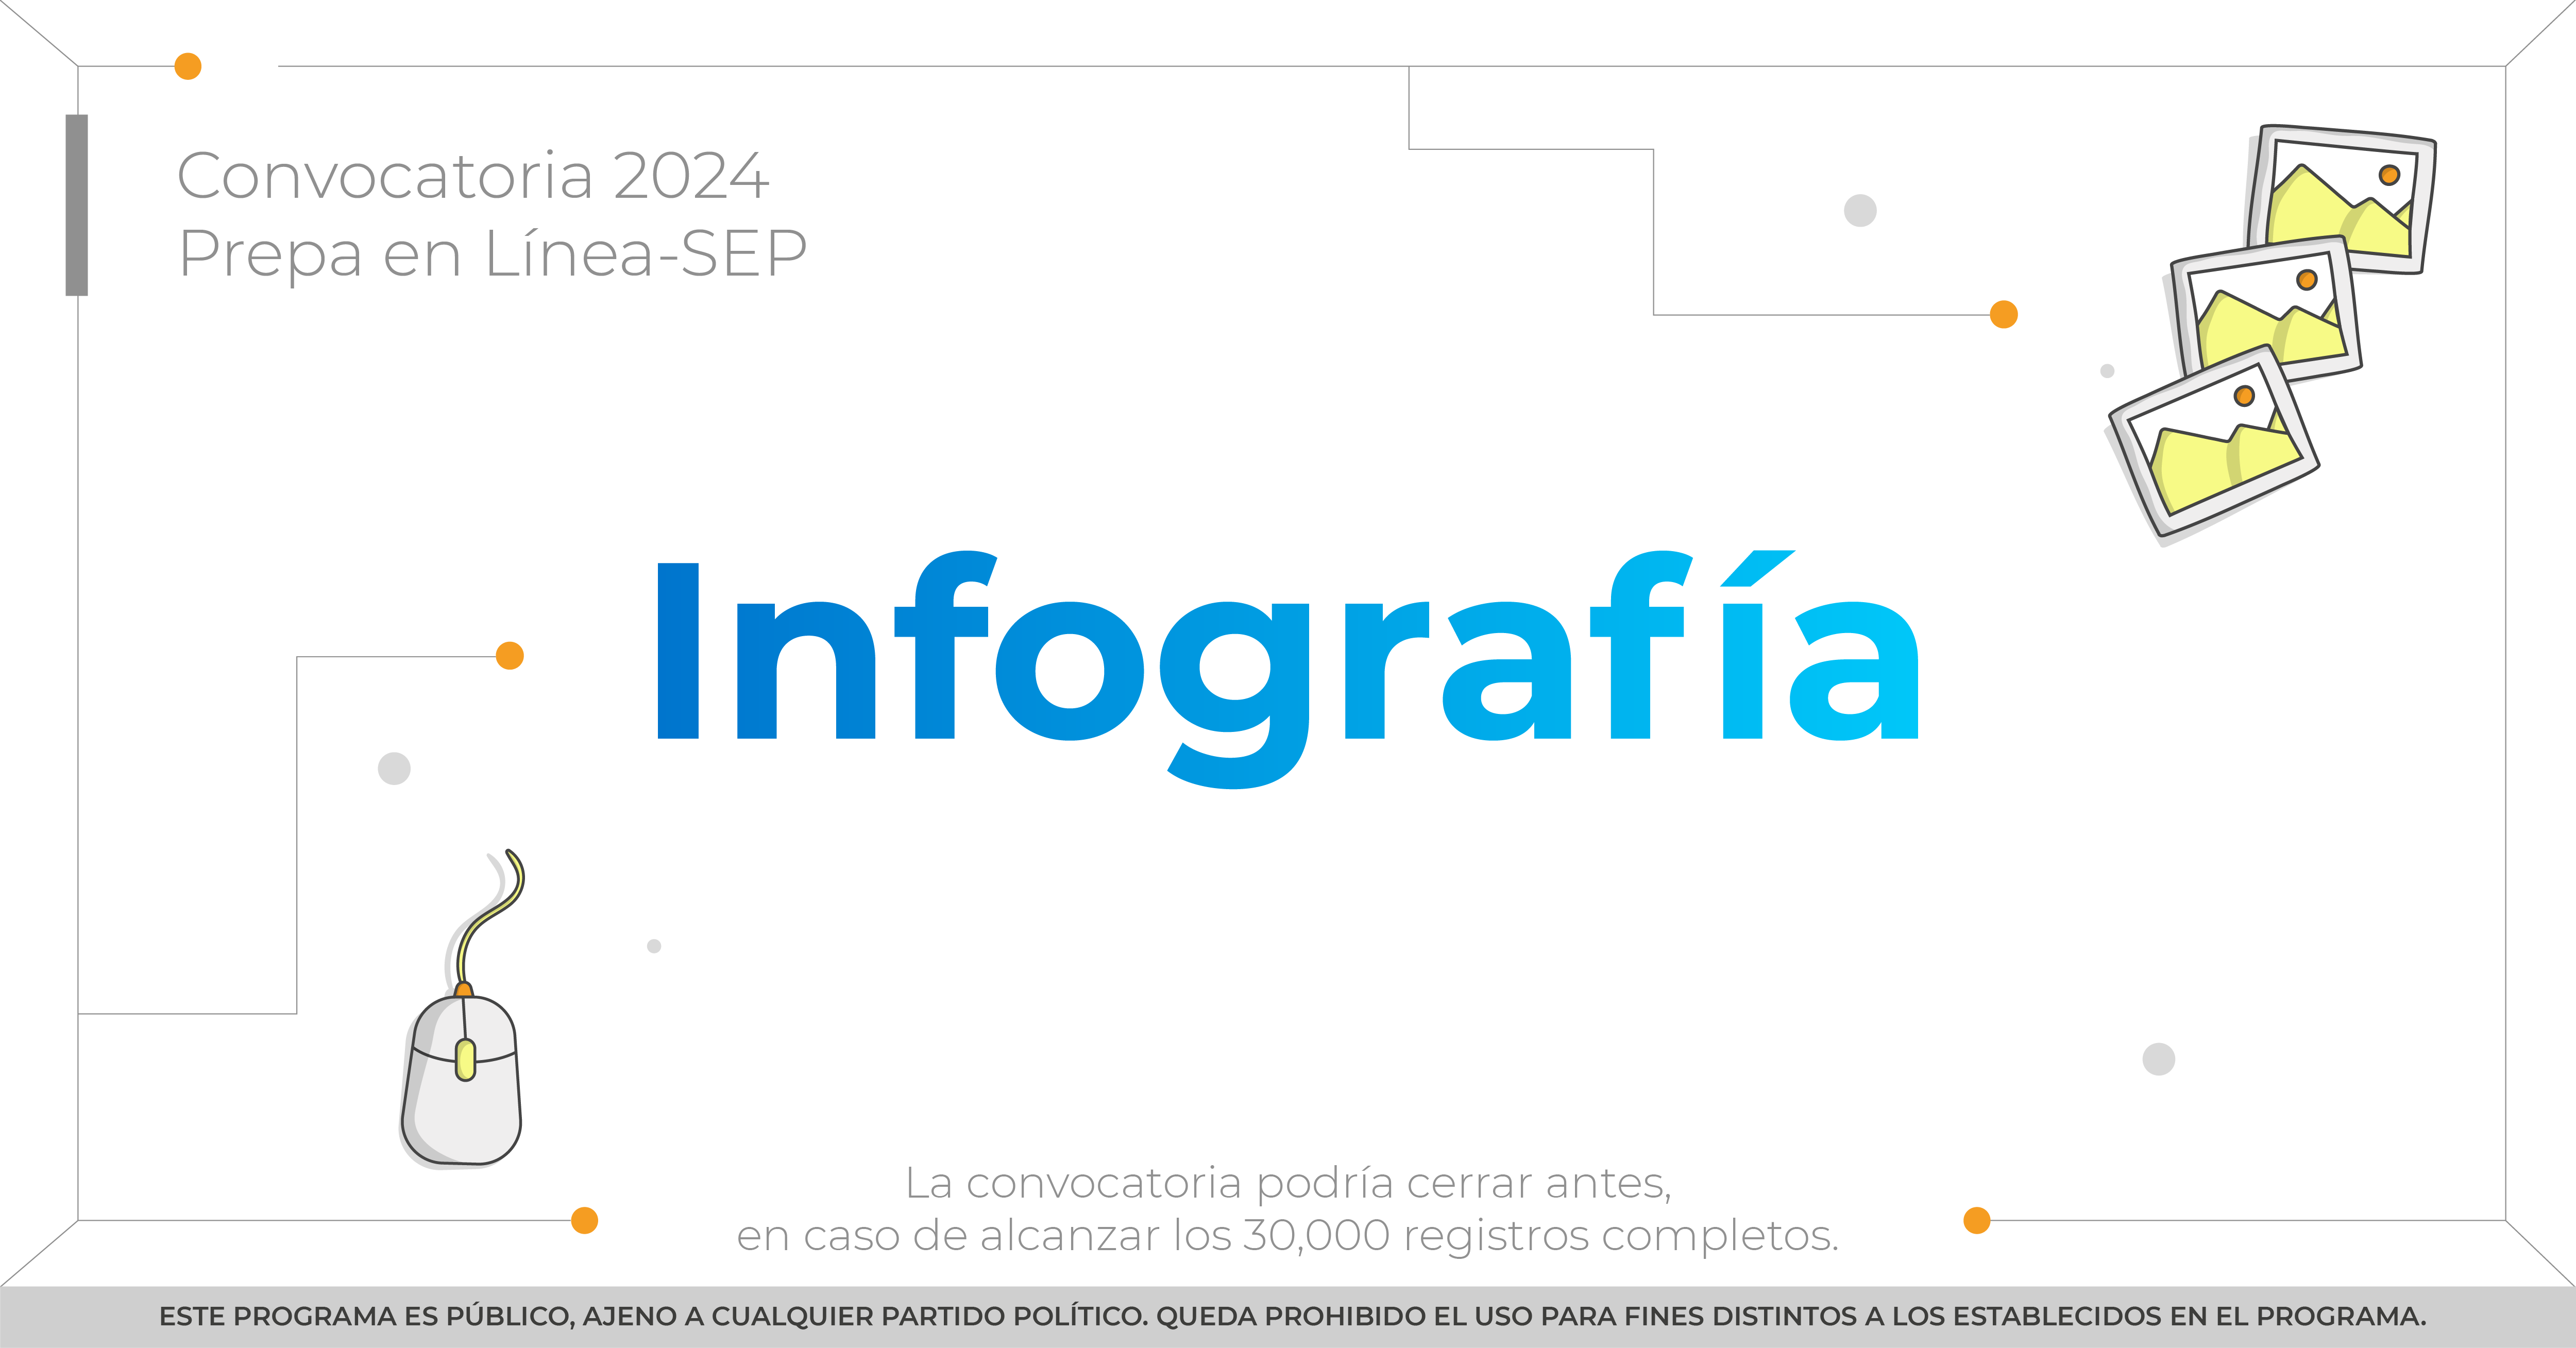 Convocatoria 2024
Prepa en Línea-SEP
Infografía
La convocatoria podría cerrar antes,
en caso de alcanzar los 30,000 registros completos.
ESTE PROGRAMA ES PÚBLICO, AJENO A CUALQUIER PARTIDO POLÍTICO. QUEDA PROHIBIDO EL USO PARA FINES DISTINTOS A LOS ESTABLECIDOS EN EL PROGRAMA.